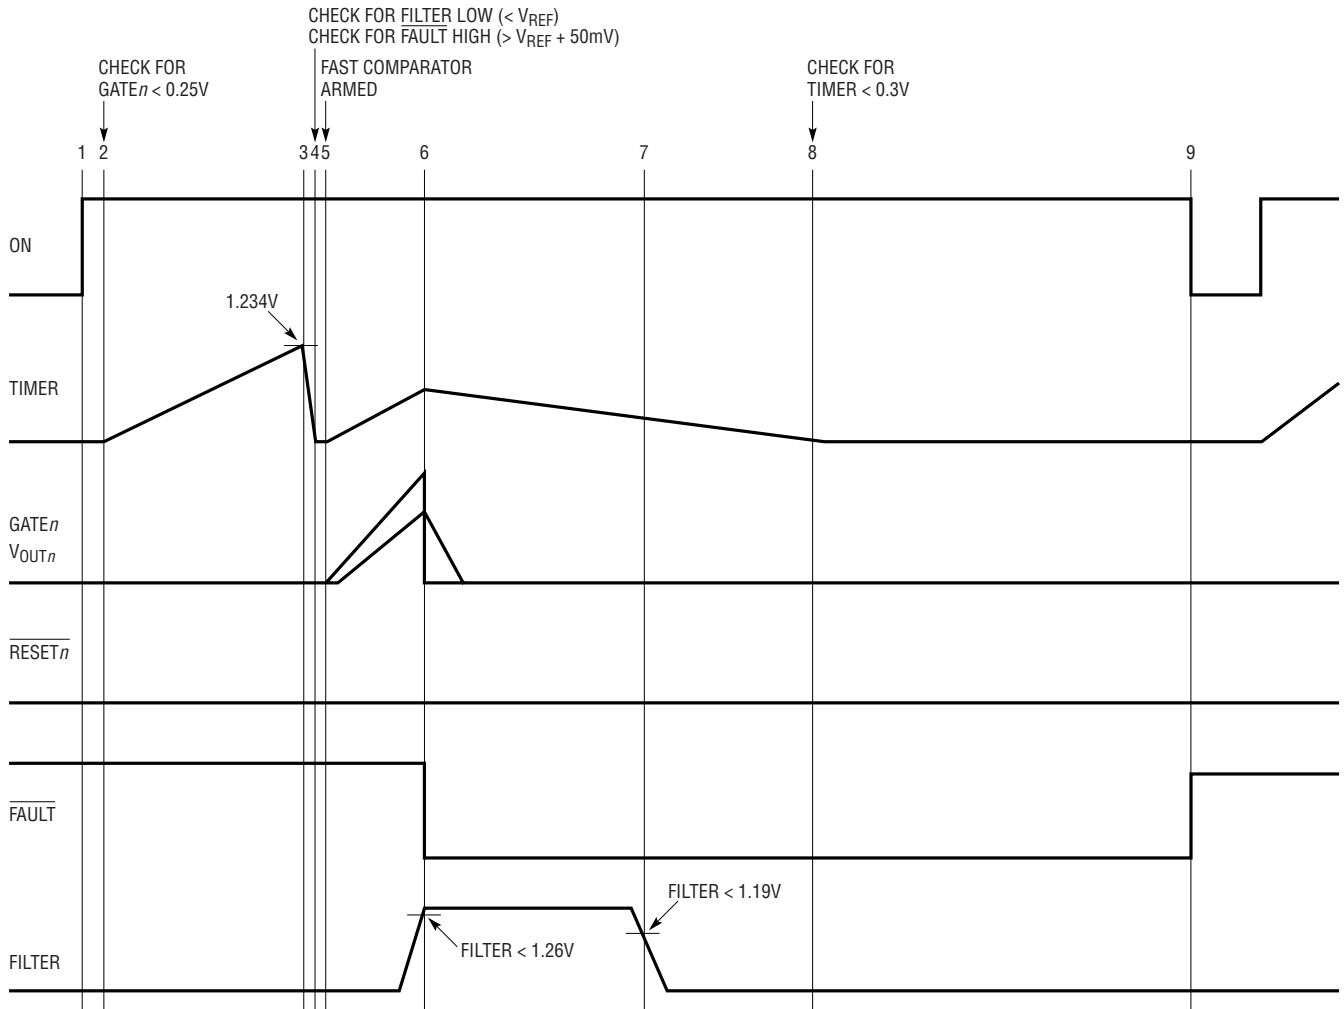 CHECK FOR FILTER LOW (< VREF)
CHECK FOR FAULT HIGH (> VREF + 50mV)
CHECK FOR
GATEn < 0.25V
FAST COMPARATOR
ARMED
CHECK FOR
TIMER < 0.3V
1 2 3 4 5 6 7 8 9
ON
1.234V
TIMER
GATEn
VOUTn
RESETn
FAULT
FILTER < 1.19V
FILTER < 1.26V
FILTER